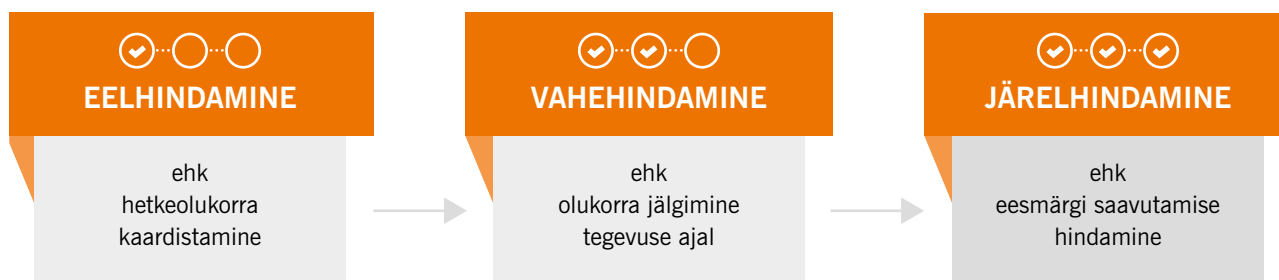 EELHINDAMINE
ehk
hetkeolukorra
kaardistamine
VAHEHINDAMINE
ehk
olukorra jälgimine
tegevuse ajal
JÄRELHINDAMINE
ehk
eesmärgi saavutamise
hindamine